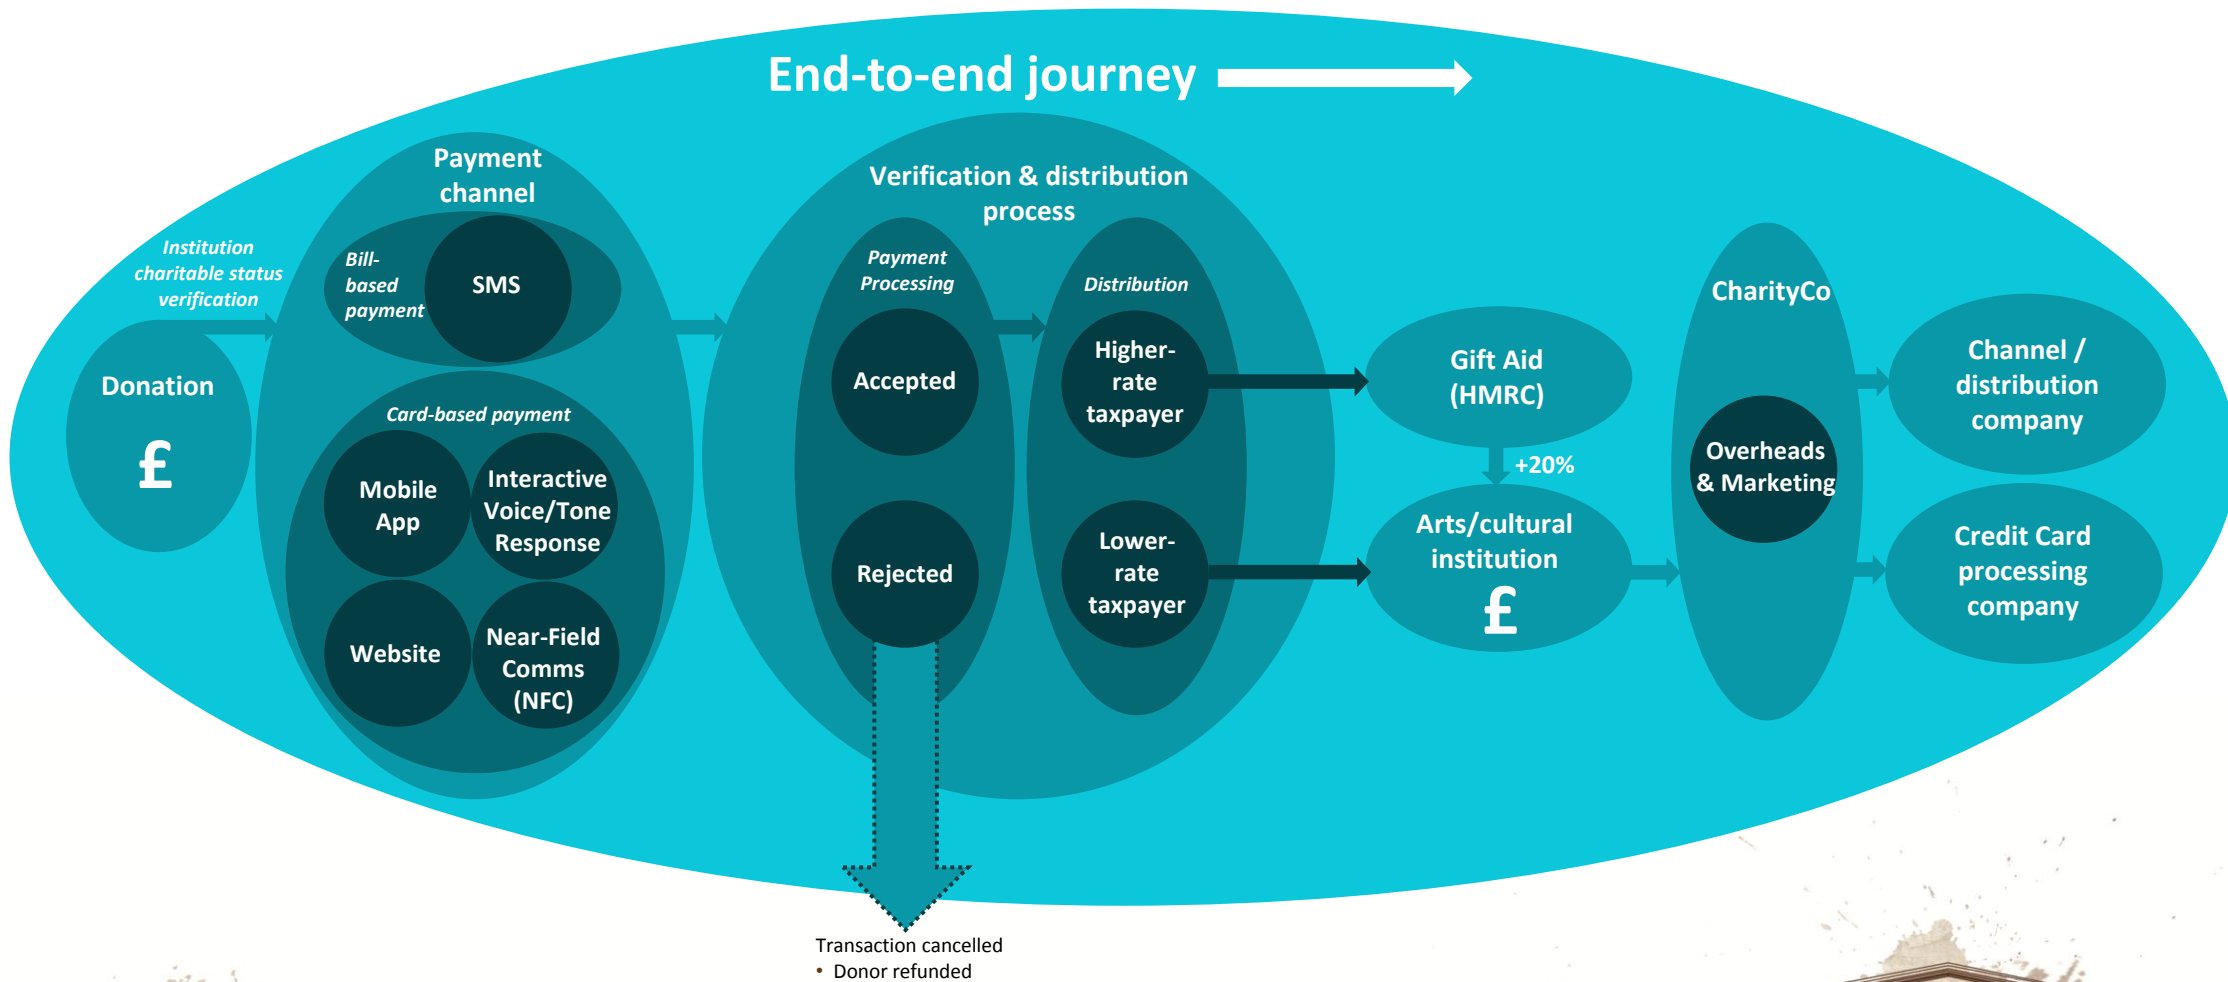 End-to-end journey
Institution
charitable status
verification
Donation
£
Payment
channel
Bill-
based
payment
SMS
Card-based payment
Mobile
App
Interactive
Voice/Tone
Response
Website
Near-Field
Comms
(NFC)
Verification & distribution
process
Payment
Processing
Accepted
Rejected
Distribution
Higher-
rate
taxpayer
Lower-
rate
taxpayer
Gift Aid
(HMRC)
+20%
Arts/cultural
institution
£
CharityCo
Overheads
& Marketing
Channel /
distribution
company
Credit Card
processing
company
Transaction cancelled
• Donor refunded